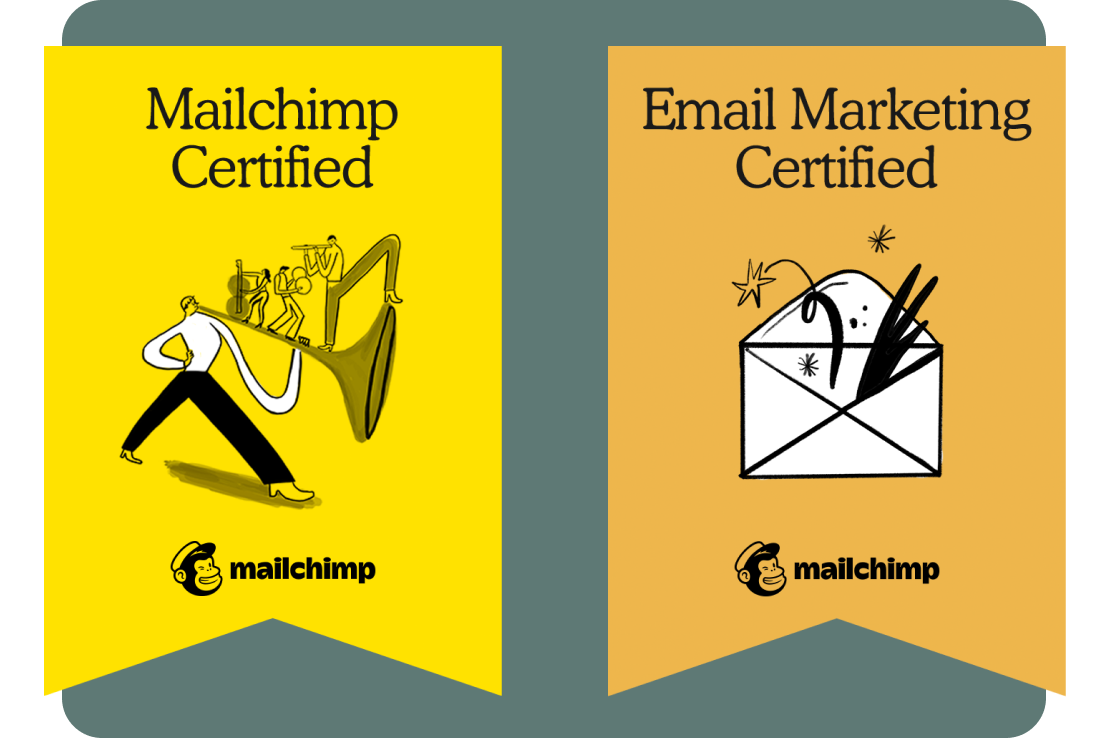 Mailchimp
Certified
mailchimp
Email Marketing
Certified
mailchimp